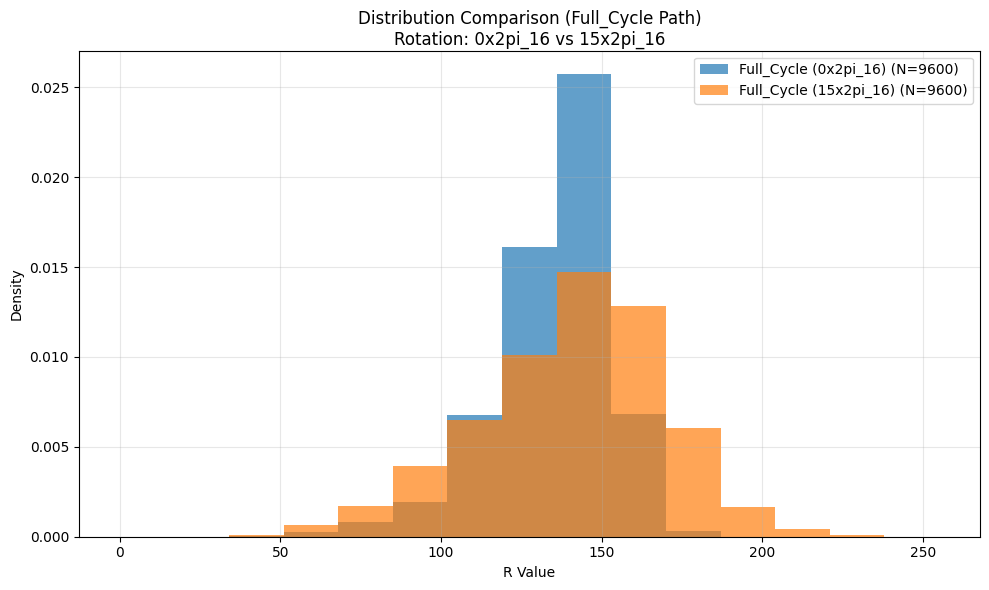 Distribution Comparison (Full_Cycle Path)
Rotation: 0x2pi_16 vs 15x2pi_16
Full_Cycle (0x2pi_16) (N=9600)
Full_Cycle (15x2pi_16) (N=9600)
0.025
0.020
0.015
0.010
0.005
0.000
Density
0 50 100 150 200 250
R Value